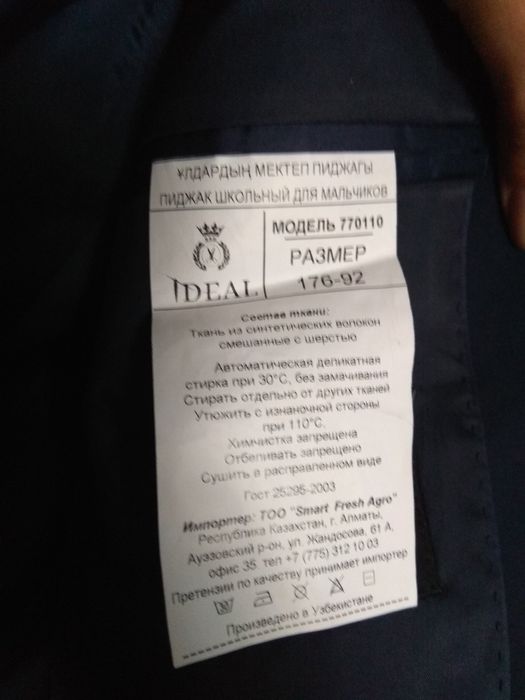 ҰЛДАРДЫҢ МЕКТЕП ПИДЖАГЫ
ПИДЖАК ШКОЛЬНЫЙ ДЛЯ МАЛЬЧИКОВ
IDEAL
МОДЕЛЬ 770110
РАЗМЕР
176-92
Состав ткани:
Ткань из синтетических волокон
смешанные с шерстью
Автоматическая деликатная
стирка при 30°С, без замачивания
Стирать отдельно от других тканей
Утюжить с изнаночной стороны
при 110°С.
Химчистка запрещена
Отбеливать запрещено
Сушить в расправленном виде
Гост 25295-2003
Импортер: ТОО "Smart Fresh Agro"
Республика Казахстан, г. Алматы,
Ауэзовский р-он, ул. Жандосова, 61 А,
офис 35. тел +7 (775) 312 10 03
Претензии по качеству принимает импортер
Произведено в Узбекистане